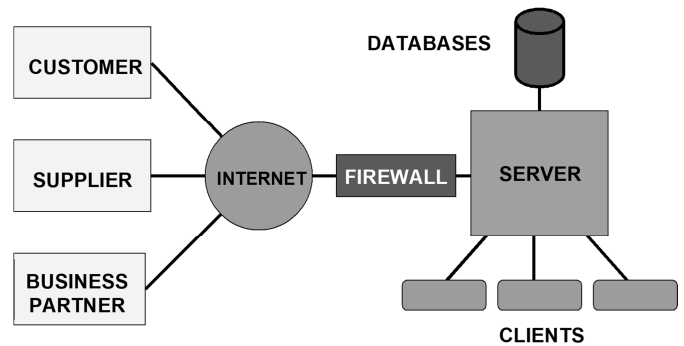 DATABASES
CUSTOMER
SUPPLIER
INTERNET
FIREWALL
SERVER
BUSINESS
PARTNER
CLIENTS